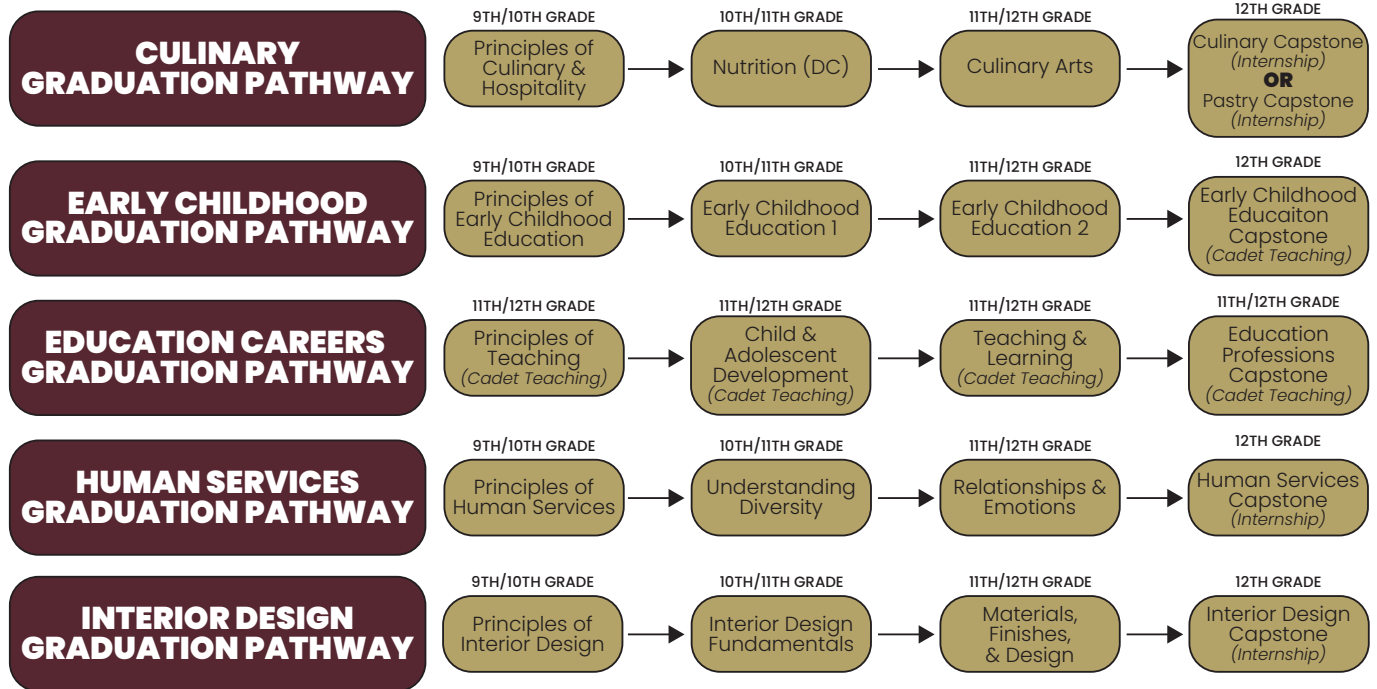 CULINARY
GRADUATION PATHWAY
9TH/10TH GRADE
Principles of
Culinary &
Hospitality
10TH/11TH GRADE
Nutrition (DC)
11TH/12TH GRADE
Culinary Arts
12TH GRADE
Culinary Capstone
(Internship)
OR
Pastry Capstone
(Internship)
EARLY CHILDHOOD
GRADUATION PATHWAY
9TH/10TH GRADE
Principles of
Early Childhood
Education
10TH/11TH GRADE
Early Childhood
Education 1
11TH/12TH GRADE
Early Childhood
Education 2
12TH GRADE
Early Childhood
Educaiton
Capstone
(Cadet Teaching)
EDUCATION CAREERS
GRADUATION PATHWAY
11TH/12TH GRADE
Principles of
Teaching
(Cadet Teaching)
11TH/12TH GRADE
Child &
Adolescent
Development
(Cadet Teaching)
11TH/12TH GRADE
Teaching &
Learning
(Cadet Teaching)
11TH/12TH GRADE
Education
Professions
Capstone
(Cadet Teaching)
HUMAN SERVICES
GRADUATION PATHWAY
9TH/10TH GRADE
Principles of
Human Services
10TH/11TH GRADE
Understanding
Diversity
11TH/12TH GRADE
Relationships &
Emotions
12TH GRADE
Human Services
Capstone
(Internship)
INTERIOR DESIGN
GRADUATION PATHWAY
9TH/10TH GRADE
Principles of
Interior Design
10TH/11TH GRADE
Interior Design
Fundamentals
11TH/12TH GRADE
Materials,
Finishes,
& Design
12TH GRADE
Interior Design
Capstone
(Internship)